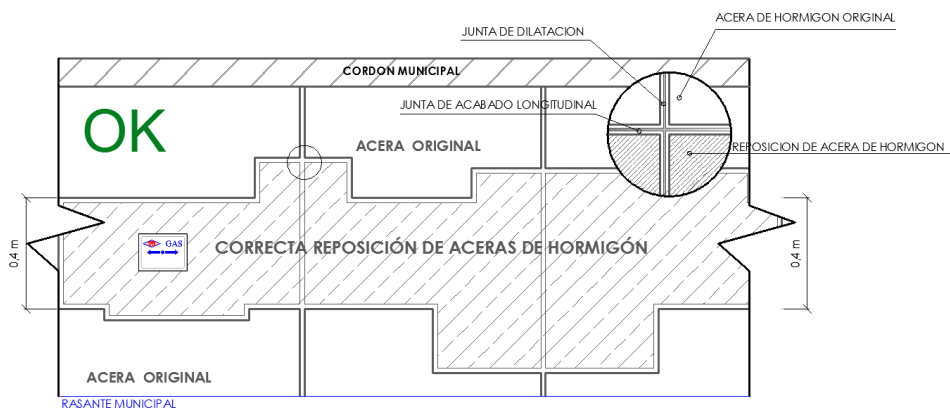 ACERA DE HORMIGON ORIGINAL
JUNTA DE DILATACION
CORDON MUNICIPAL
JUNTA DE ACABADO LONGITUDINAL
OK
ACERA ORIGINAL
REPOSICION DE ACERA DE HORMIGON
GAS
CORRECTA REPOSICIÓN DE ACERAS DE HORMIGÓN
0,4 m
0,4 m
ACERA ORIGINAL
RASANTE MUNICIPAL